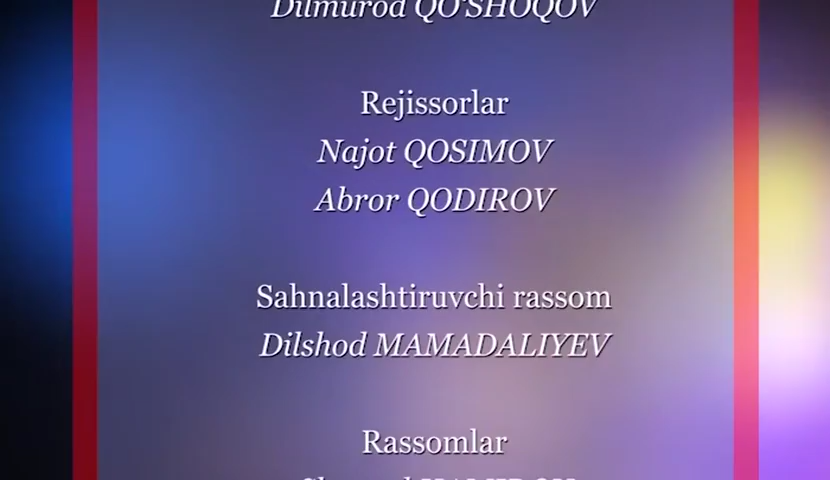 Dilmurod QO'SHOQOV
Rejissorlar
Najot QOSIMOV
Abror QODIROV
Sahnalashtiruvchi rassom
Dilshod MAMADALIYEV
Rassomlar